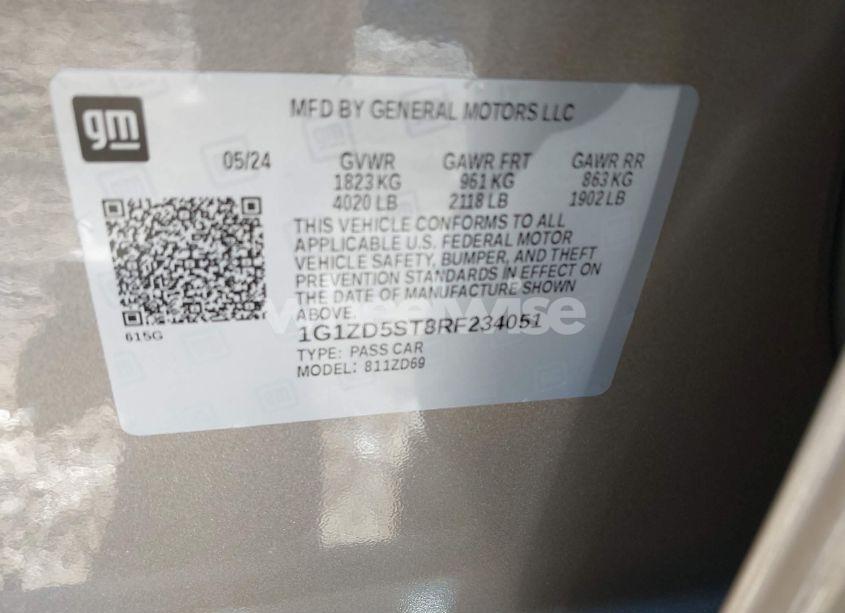 gm
MFD BY GENERAL MOTORS LLC
05/24 GVWR GAWR FRT GAWR RR
1823 KG 961 KG 863 KG
4020 LB 2118 LB 1902 LB
THIS VEHICLE CONFORMS TO ALL
APPLICABLE U.S. FEDERAL MOTOR
VEHICLE SAFETY, BUMPER, AND THEFT
PREVENTION STANDARDS IN EFFECT ON
THE DATE OF MANUFACTURE SHOWN
ABOVE.
1G1ZD5ST8RF234051
615G
TYPE: PASS CAR
MODEL: 811ZD69